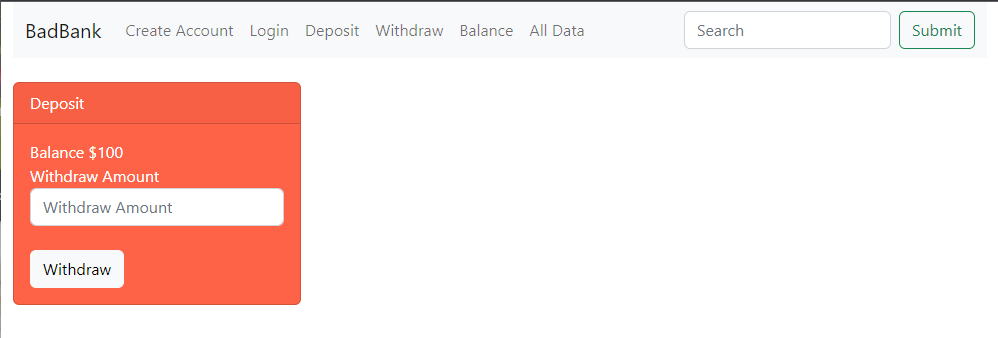 BadBank Create Account Login Deposit Withdraw Balance All Data Search Submit
Deposit
Balance $100
Withdraw Amount
Withdraw Amount
Withdraw